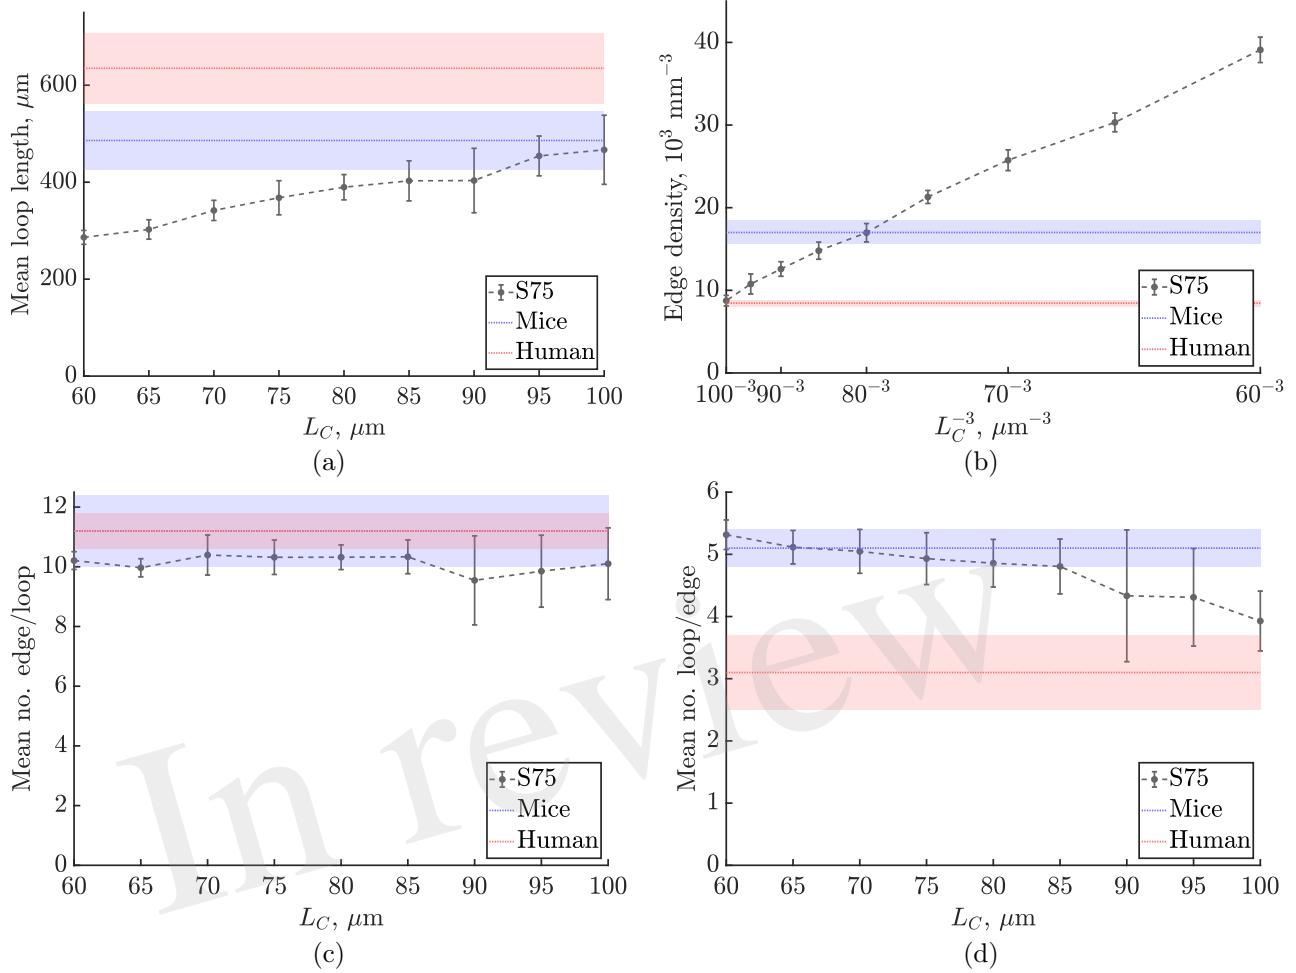 Mean loop length, μm
600
400
200
0
60 65 70 75 80 85 90 95 100
L_C, μm
S75
Mice
Human
(a)
Edge density, 10³ mm⁻³
40
30
20
10
0
100⁻³ 90⁻³ 80⁻³ 70⁻³ 60⁻³
L_C⁻³, μm⁻³
S75
Mice
Human
(b)
Mean no. edge/loop
12
10
8
6
4
2
0
60 65 70 75 80 85 90 95 100
L_C, μm
S75
Mice
Human
(c)
Mean no. loop/edge
6
5
4
3
2
1
0
60 65 70 75 80 85 90 95 100
L_C, μm
S75
Mice
Human
(d)
In review